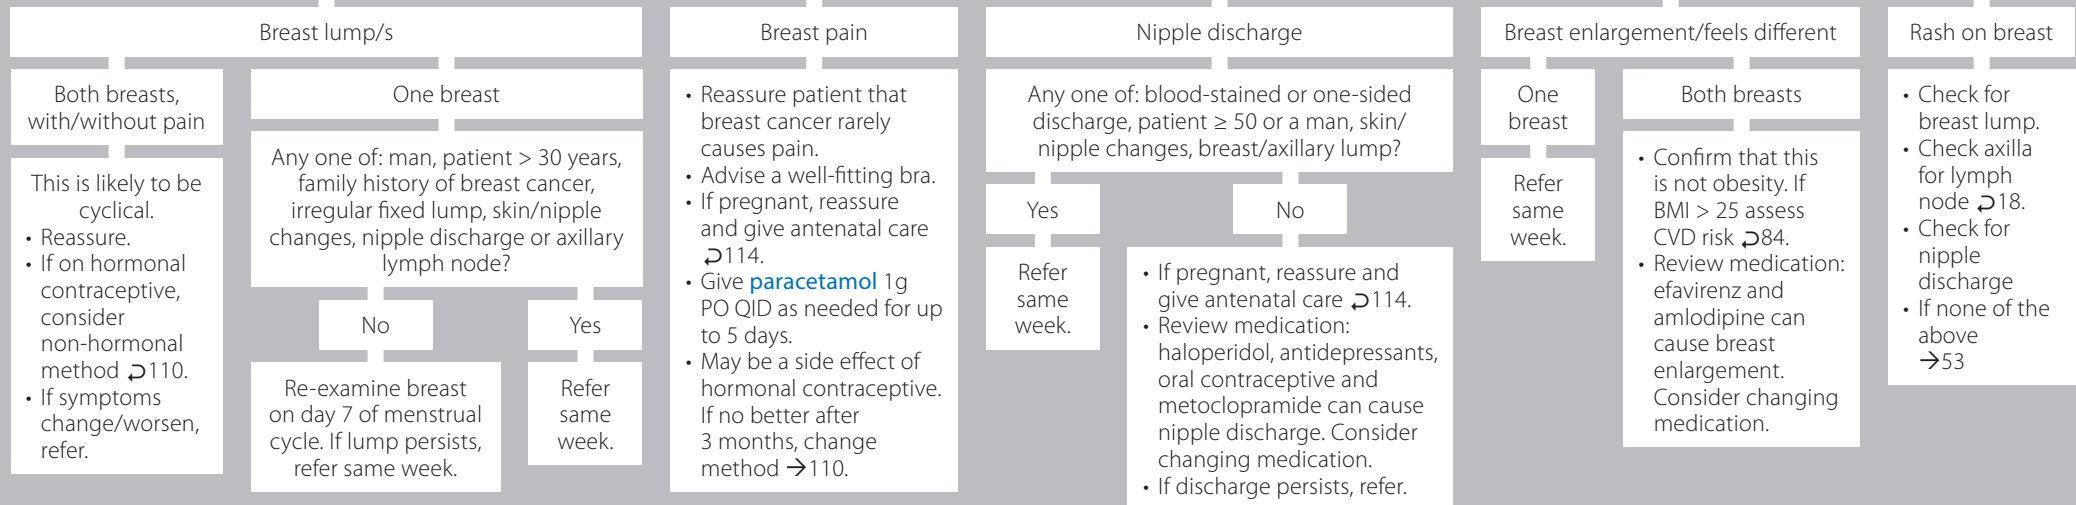 Breast lump/s
Both breasts,
with/without pain
This is likely to be
cyclical.
• Reassure.
• If on hormonal
contraceptive,
consider
non-hormonal
method ⊋110.
• If symptoms
change/worsen,
refer.
One breast
Any one of: man, patient > 30 years,
family history of breast cancer,
irregular fixed lump, skin/nipple
changes, nipple discharge or axillary
lymph node?
No
Re-examine breast
on day 7 of menstrual
cycle. If lump persists,
refer same week.
Yes
Refer
same
week.
Breast pain
• Reassure patient that
breast cancer rarely
causes pain.
• Advise a well-fitting bra.
• If pregnant, reassure
and give antenatal care
⊋114.
• Give paracetamol 1g
PO QID as needed for up
to 5 days.
• May be a side effect of
hormonal contraceptive.
If no better after
3 months, change
method →110.
Nipple discharge
Any one of: blood-stained or one-sided
discharge, patient ≥ 50 or a man, skin/
nipple changes, breast/axillary lump?
Yes
Refer
same
week.
No
• If pregnant, reassure and
give antenatal care ⊋114.
• Review medication:
haloperidol, antidepressants,
oral contraceptive and
metoclopramide can cause
nipple discharge. Consider
changing medication.
• If discharge persists, refer.
Breast enlargement/feels different
One
breast
Refer
same
week.
Both breasts
• Confirm that this
is not obesity. If
BMI > 25 assess
CVD risk ⊋84.
• Review medication:
efavirenz and
amlodipine can
cause breast
enlargement.
Consider changing
medication.
Rash on breast
• Check for
breast lump.
• Check axilla
for lymph
node ⊋18.
• Check for
nipple
discharge
• If none of the
above
→53